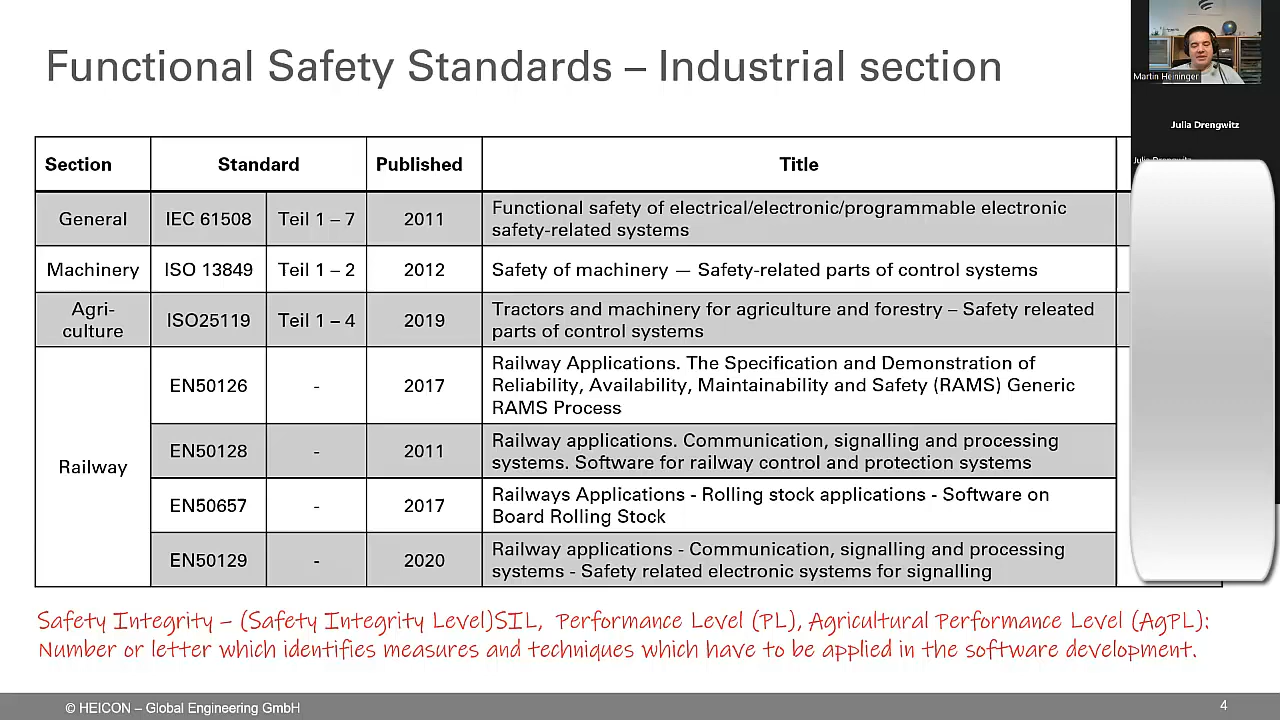 Functional Safety Standards – Industrial section
Martin Heininger
Julia Drengwitz
Section Standard Published Title
General IEC 61508 Teil 1 – 7 2011 Functional safety of electrical/electronic/programmable electronic
safety-related systems
Machinery ISO 13849 Teil 1 – 2 2012 Safety of machinery — Safety-related parts of control systems
Agri-
culture ISO25119 Teil 1 – 4 2019 Tractors and machinery for agriculture and forestry – Safety releated
parts of control systems
Railway
EN50126 - 2017 Railway Applications. The Specification and Demonstration of
Reliability, Availability, Maintainability and Safety (RAMS) Generic
RAMS Process
EN50128 - 2011 Railway applications. Communication, signalling and processing
systems. Software for railway control and protection systems
EN50657 - 2017 Railways Applications - Rolling stock applications - Software on
Board Rolling Stock
EN50129 - 2020 Railway applications - Communication, signalling and processing
systems - Safety related electronic systems for signalling
Safety Integrity – (Safety Integrity Level)SIL, Performance Level (PL), Agricultural Performance Level (AgPL):
Number or letter which identifies measures and techniques which have to be applied in the software development.
© HEICON – Global Engineering GmbH
4